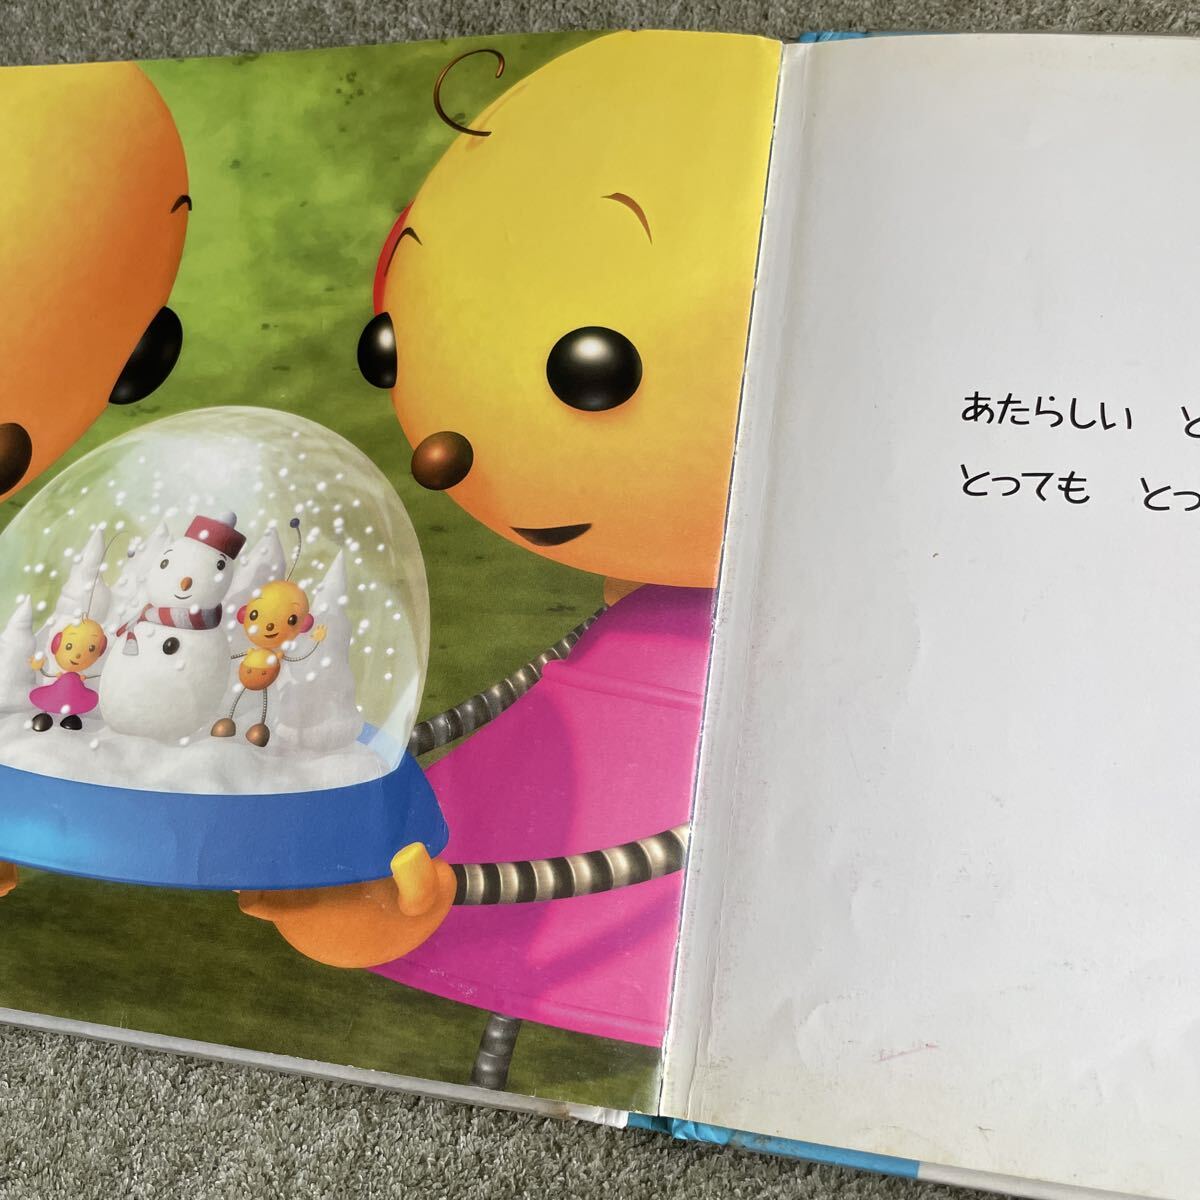 あたらしい と
とっても とっ